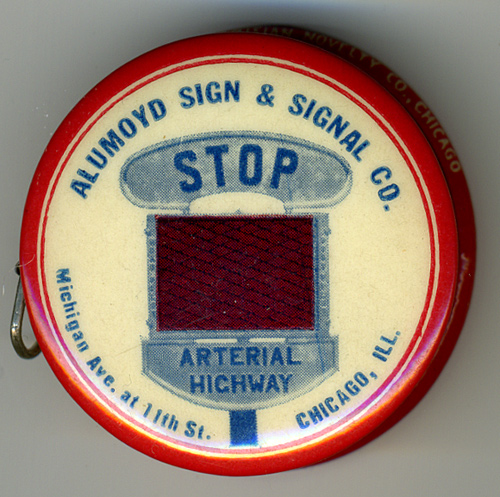 ALUMOYD SIGN & SIGNAL CO.
STOP
ARTERIAL
HIGHWAY
Michigan Ave. at 11th St.
CHICAGO, ILL.
NOVELTY CO. CHICAGO